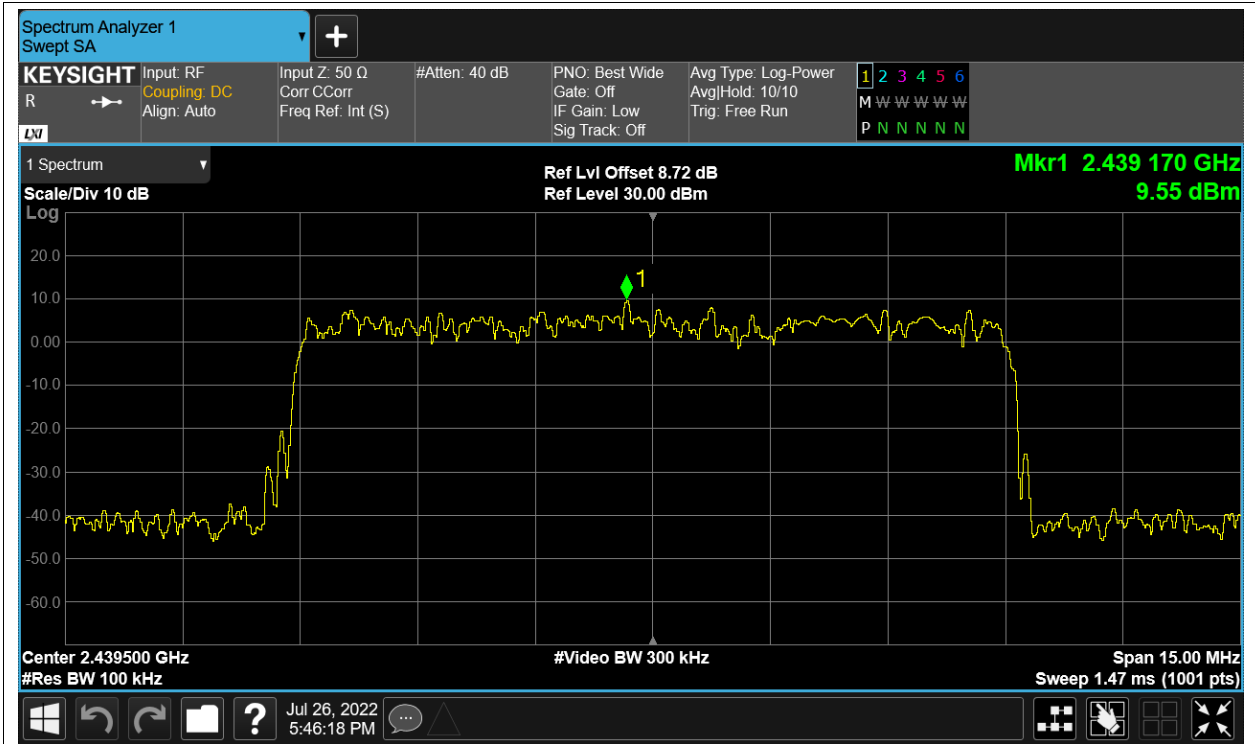 Spectrum Analyzer 1
Swept SA
KEYSIGHT
R
LXI
Input: RF
Coupling: DC
Align: Auto
Input Z: 50 Ω
Corr CCorr
Freq Ref: Int (S)
#Atten: 40 dB
PNO: Best Wide
Gate: Off
IF Gain: Low
Sig Track: Off
Avg Type: Log-Power
Avg|Hold: 10/10
Trig: Free Run
1 2 3 4 5 6
M W W W W W
P N N N N N
1 Spectrum
Scale/Div 10 dB
Log
Ref Lvl Offset 8.72 dB
Ref Level 30.00 dBm
Mkr1 2.439 170 GHz
9.55 dBm
20.0
10.0
0.00
-10.0
-20.0
-30.0
-40.0
-50.0
-60.0
1
Center 2.439500 GHz
#Res BW 100 kHz
#Video BW 300 kHz
Span 15.00 MHz
Sweep 1.47 ms (1001 pts)
?
Jul 26, 2022
5:46:18 PM